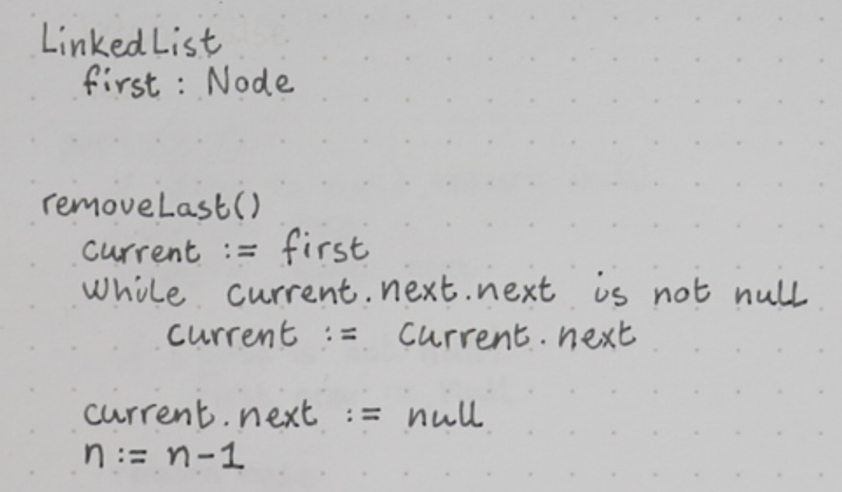 LinkedList
first : Node
removeLast()
current := first
while current.next.next is not null
current := current.next
current.next := null
n := n-1